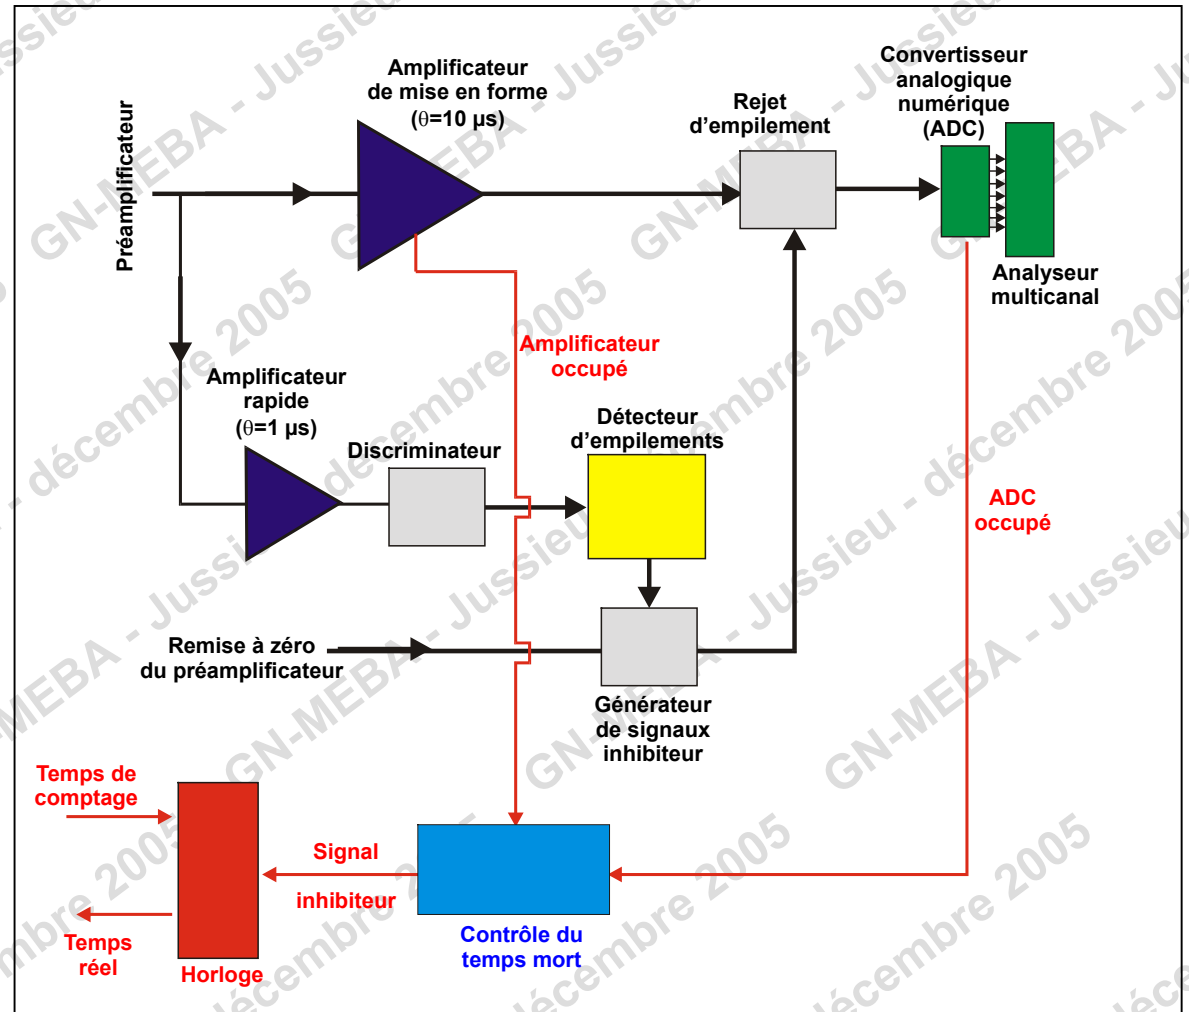 Amplificateur
de mise en forme
(θ=10 µs)
Convertisseur
analogique
numérique
(ADC)
Rejet
d'empilement
Préamplificateur
Analyseur
multicanal
Amplificateur
occupé
Amplificateur
rapide
(θ=1 µs)
Discriminateur
Détecteur
d'empilements
ADC
occupé
Remise à zéro
du préamplificateur
Générateur
de signaux
inhibiteur
Temps de
comptage
Signal
inhibiteur
Temps
réel
Horloge
Contrôle du
temps mort
GN-MEBA - Jussieu - décembre 2005